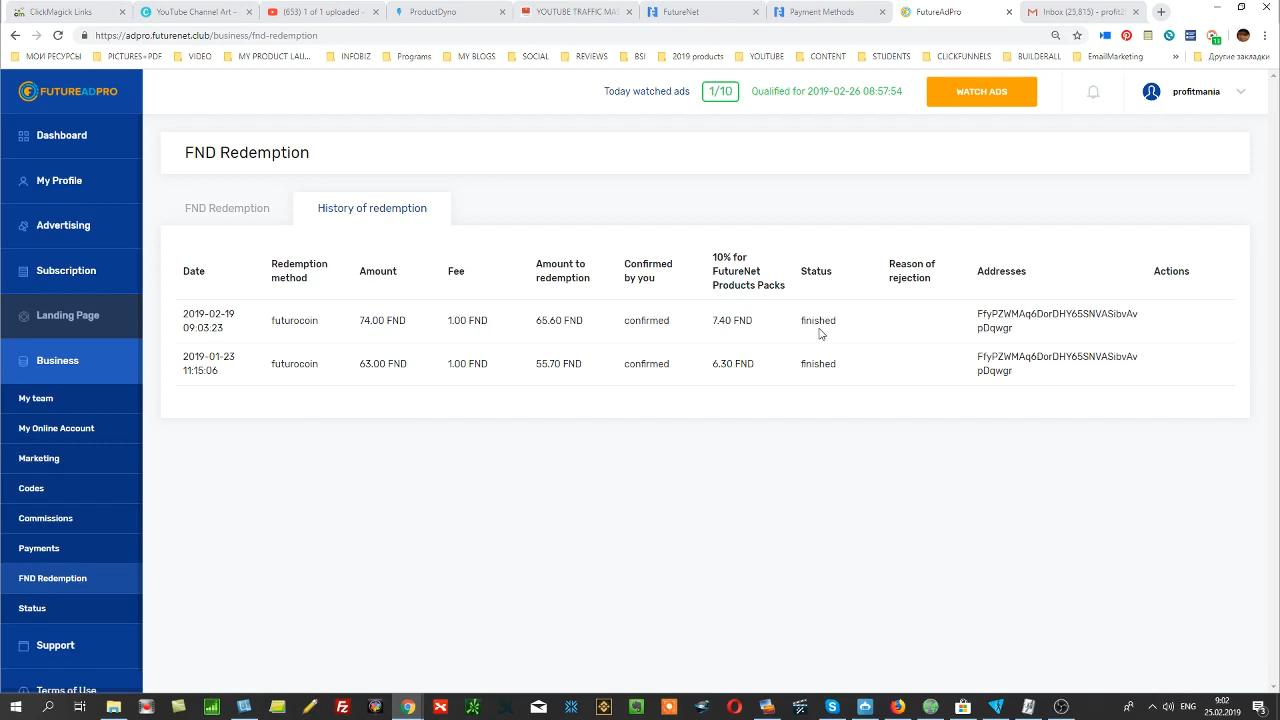 ClickMagick Links
YouTube Channel Art –
(653) 1 of 1 uploaded –
ProductDyno
YOUTUBE TRAFFIC MAS
FutureNet
Payment Methods
FutureAdPro
Inbox (25,815) - profit2
https://adpro.futurenet.club/business/fnd-redemption
МОИ РЕСУРСЫ
PICTURES+PDF
VIDEO
MY PRODUCT LAU...
INFOBIZ
Programs
SOCIAL
REVIEWS
BSI
2019 products
YOUTUBE
CONTENT
STUDENTS
CLICKFUNNELS
BUILDERALL
EmailMarketing
»
Другие закладки
FUTUREADPRO
Today watched ads
1/10
Qualified for 2019-02-26 08:57:54
WATCH ADS
profitmania
Dashboard
My Profile
Advertising
Subscription
Landing Page
Business
My team
My Online Account
Marketing
Codes
Commissions
Payments
FND Redemption
Status
Support
Terms of Use
FND Redemption
FND Redemption
History of redemption
Date
Redemption
method
Amount
Fee
Amount to
redemption
Confirmed
by you
10% for
FutureNet
Products Packs
Status
Reason of
rejection
Addresses
Actions
2019-02-19
09:03:23
futurocoin
74.00 FND
1.00 FND
65.60 FND
confirmed
7.40 FND
finished
FfyPZWMAq6DorDHY65SNVASibvAv
pDqwgr
2019-01-23
11:15:06
futurocoin
63.00 FND
1.00 FND
55.70 FND
confirmed
6.30 FND
finished
FfyPZWMAq6DorDHY65SNVASibvAv
pDqwgr
9:02
25.02.2019